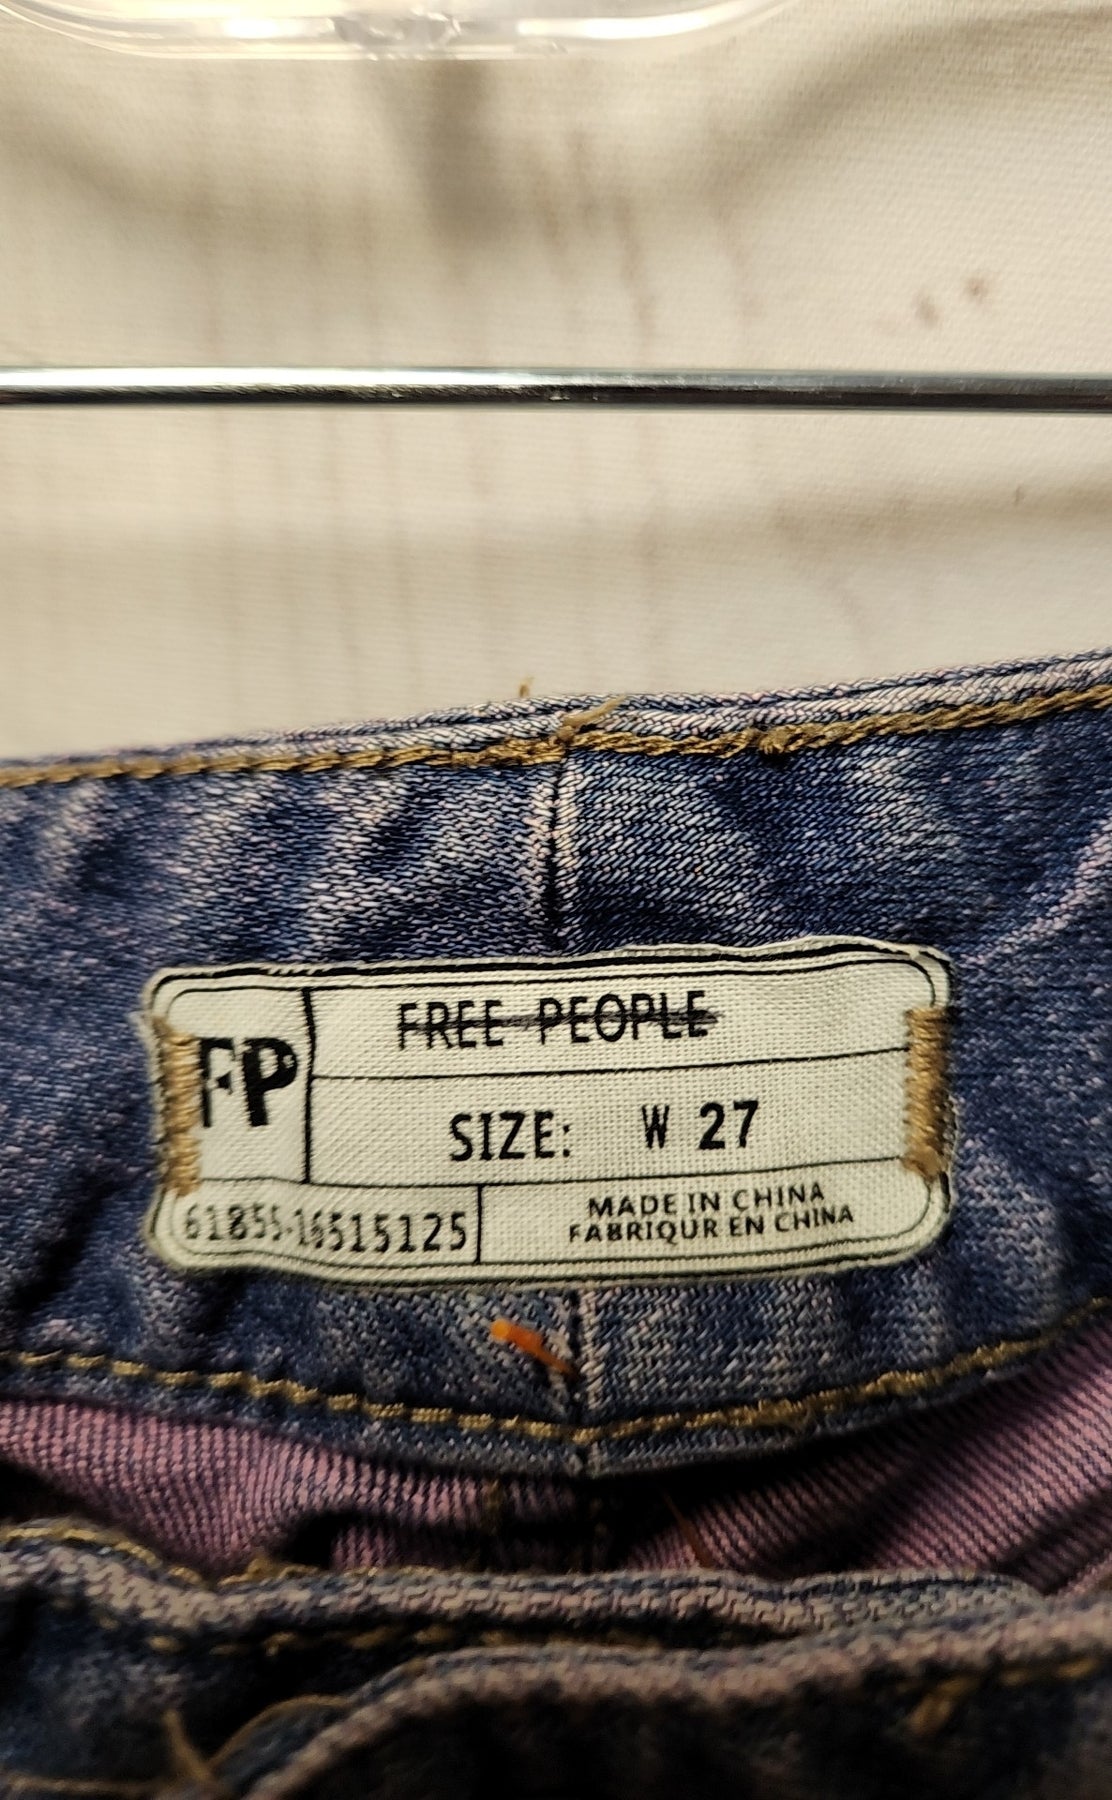 FREE PEOPLE
FP
SIZE: W 27
61855-16515125
MADE IN CHINA
FABRIQUR EN CHINA